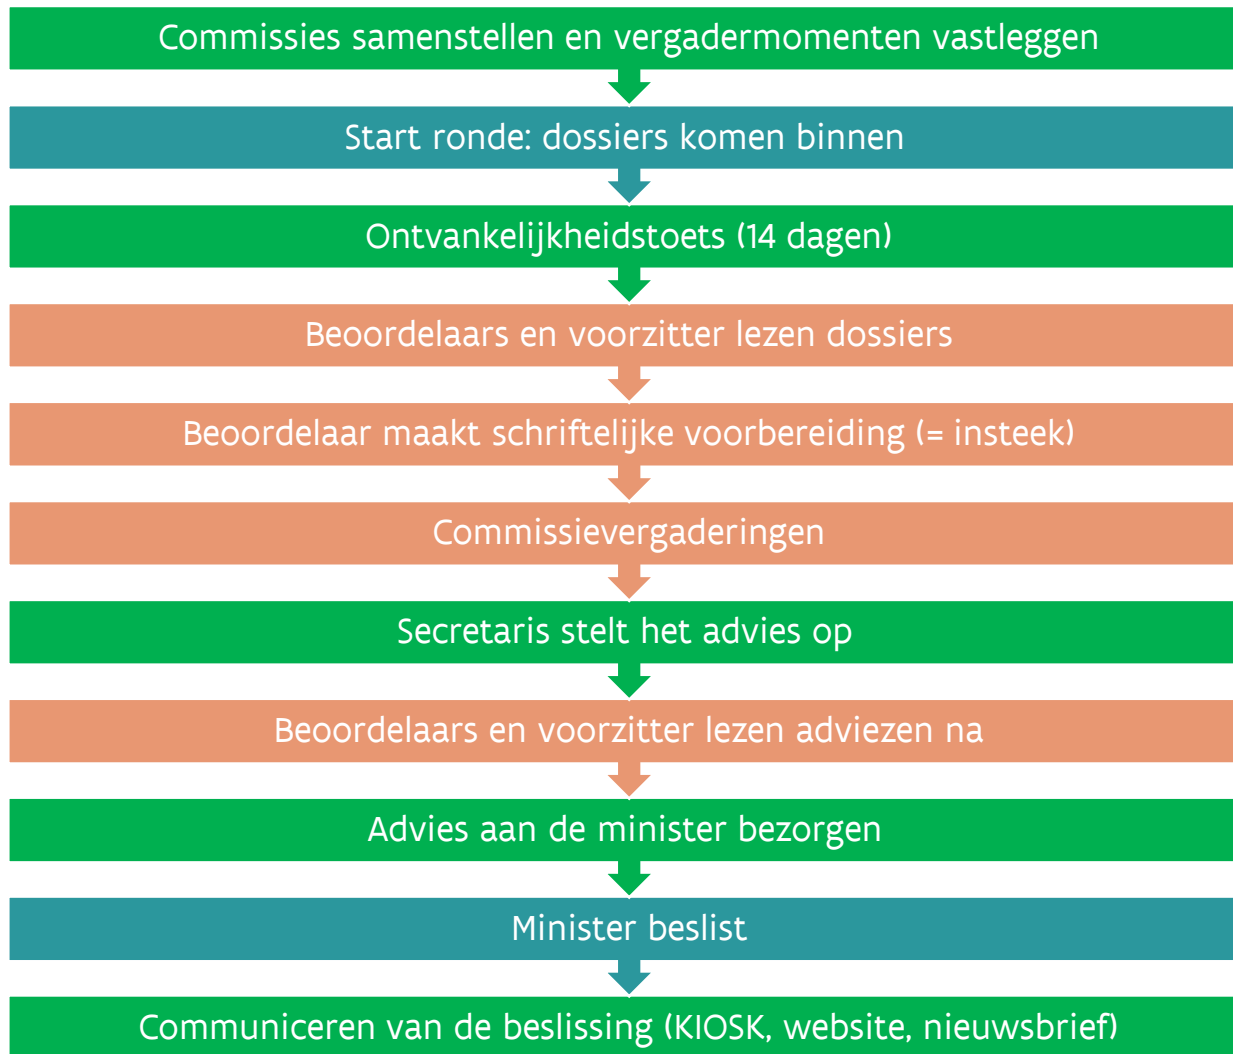 Commissies samenstellen en vergadermomenten vastleggen
Start ronde: dossiers komen binnen
Ontvankelijkheidstoets (14 dagen)
Beoordelaars en voorzitter lezen dossiers
Beoordelaar maakt schriftelijke voorbereiding (= insteek)
Commissievergaderingen
Secretaris stelt het advies op
Beoordelaars en voorzitter lezen adviezen na
Advies aan de minister bezorgen
Minister beslist
Communiceren van de beslissing (KIOSK, website, nieuwsbrief)